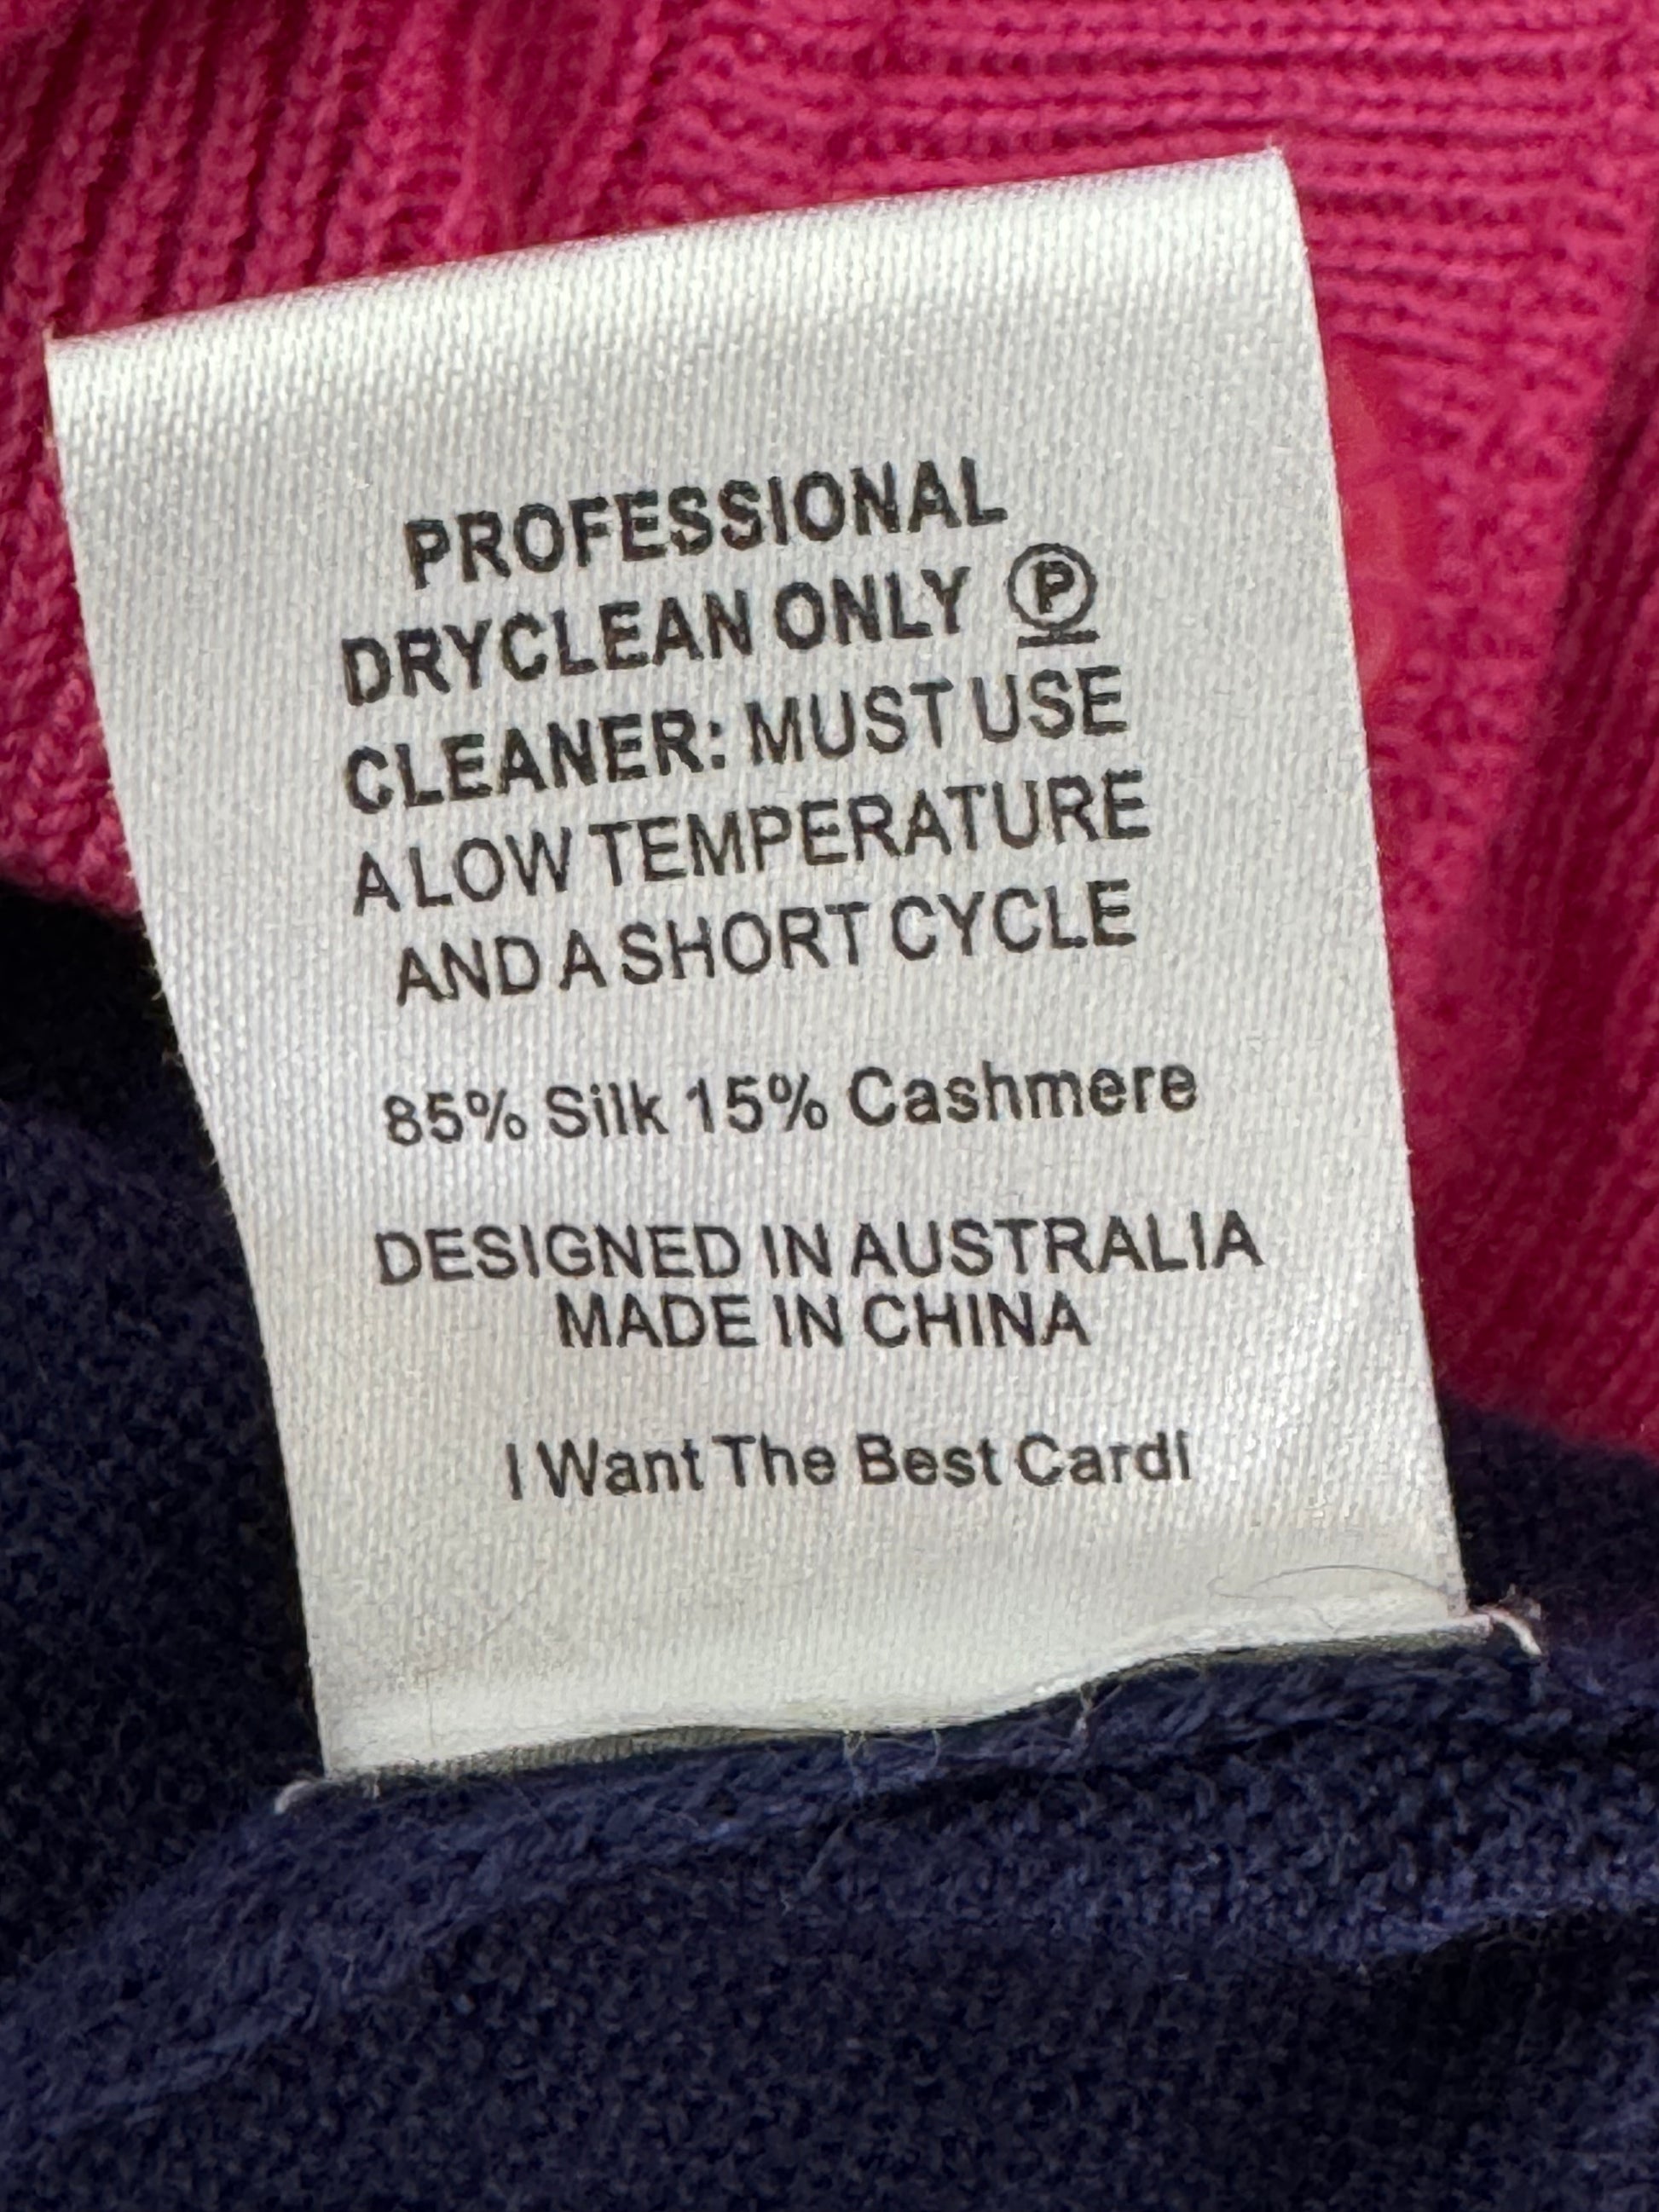 PROFESSIONAL
DRYCLEAN ONLY Ⓟ
CLEANER: MUST USE
A LOW TEMPERATURE
AND A SHORT CYCLE
85% Silk 15% Cashmere
DESIGNED IN AUSTRALIA
MADE IN CHINA
I Want The Best Cardi